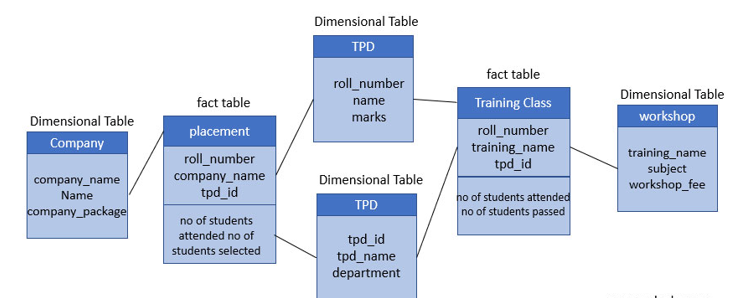 Dimensional Table
Company
company_name
Name
company_package
fact table
placement
roll_number
company_name
tpd_id
no of students
attended no of
students selected
Dimensional Table
TPD
roll_number
name
marks
Dimensional Table
TPD
tpd_id
tpd_name
department
fact table
Training Class
roll_number
training_name
tpd_id
no of students attended
no of students passed
Dimensional Table
workshop
training_name
subject
workshop_fee